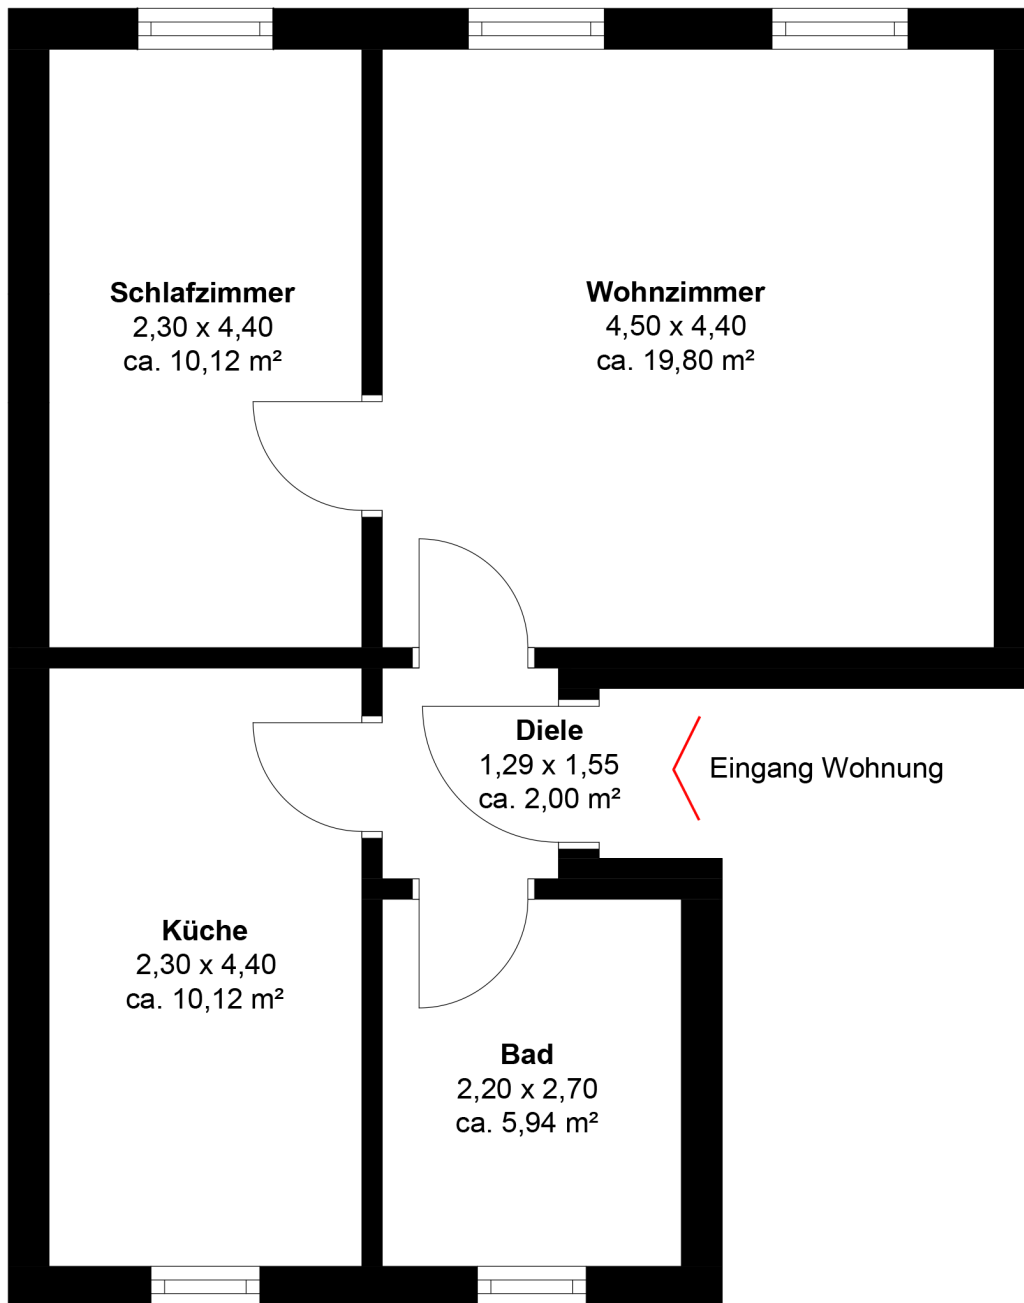 Schlafzimmer
2,30 x 4,40
ca. 10,12 m²
Wohnzimmer
4,50 x 4,40
ca. 19,80 m²
Diele
1,29 x 1,55
ca. 2,00 m²
Eingang Wohnung
Küche
2,30 x 4,40
ca. 10,12 m²
Bad
2,20 x 2,70
ca. 5,94 m²